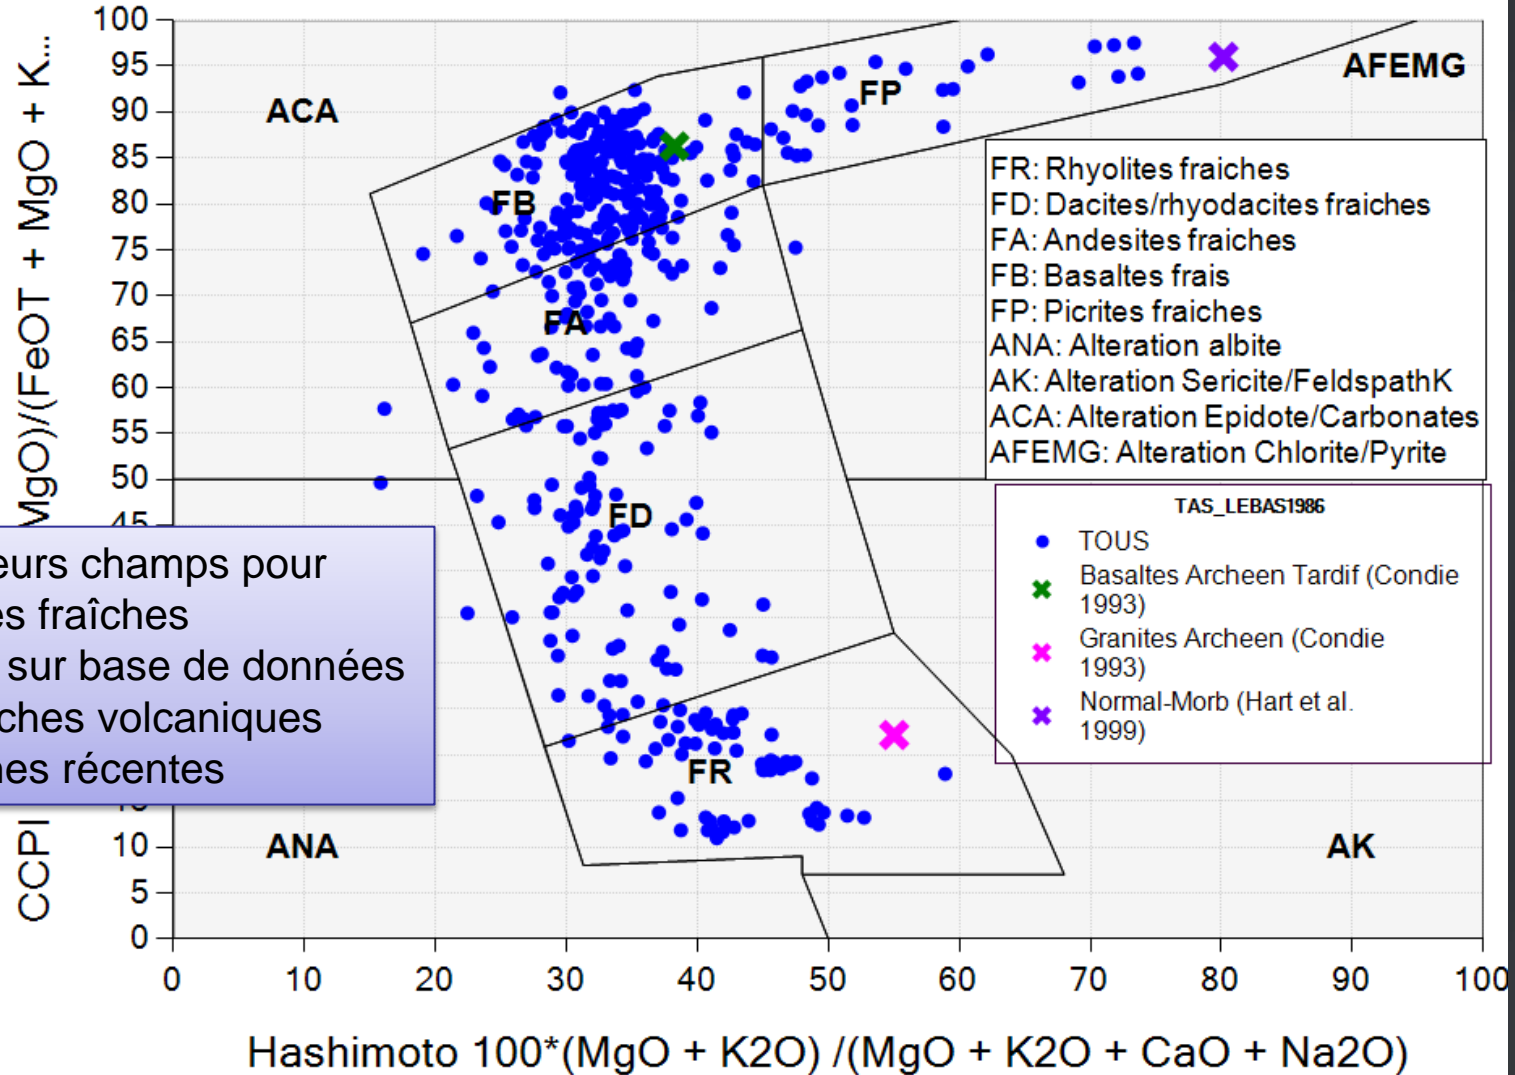 100
95
90
85
80
75
70
65
60
55
50
45
10
5
0
0 10 20 30 40 50 60 70 80 90 100
CCPI
MgO)/(FeOT + MgO + K...
Hashimoto 100*(MgO + K2O) /(MgO + K2O + CaO + Na2O)
ACA
AFEMG
FP
FB
FA
FD
FR
ANA
AK
FR: Rhyolites fraiches
FD: Dacites/rhyodacites fraiches
FA: Andesites fraiches
FB: Basaltes frais
FP: Picrites fraiches
ANA: Alteration albite
AK: Alteration Sericite/FeldspathK
ACA: Alteration Epidote/Carbonates
AFEMG: Alteration Chlorite/Pyrite
TAS_LEBAS1986
TOUS
Basaltes Archeen Tardif (Condie
1993)
Granites Archeen (Condie
1993)
Normal-Morb (Hart et al.
1999)
eurs champs pour
es fraîches
sur base de données
ches volcaniques
nes récentes